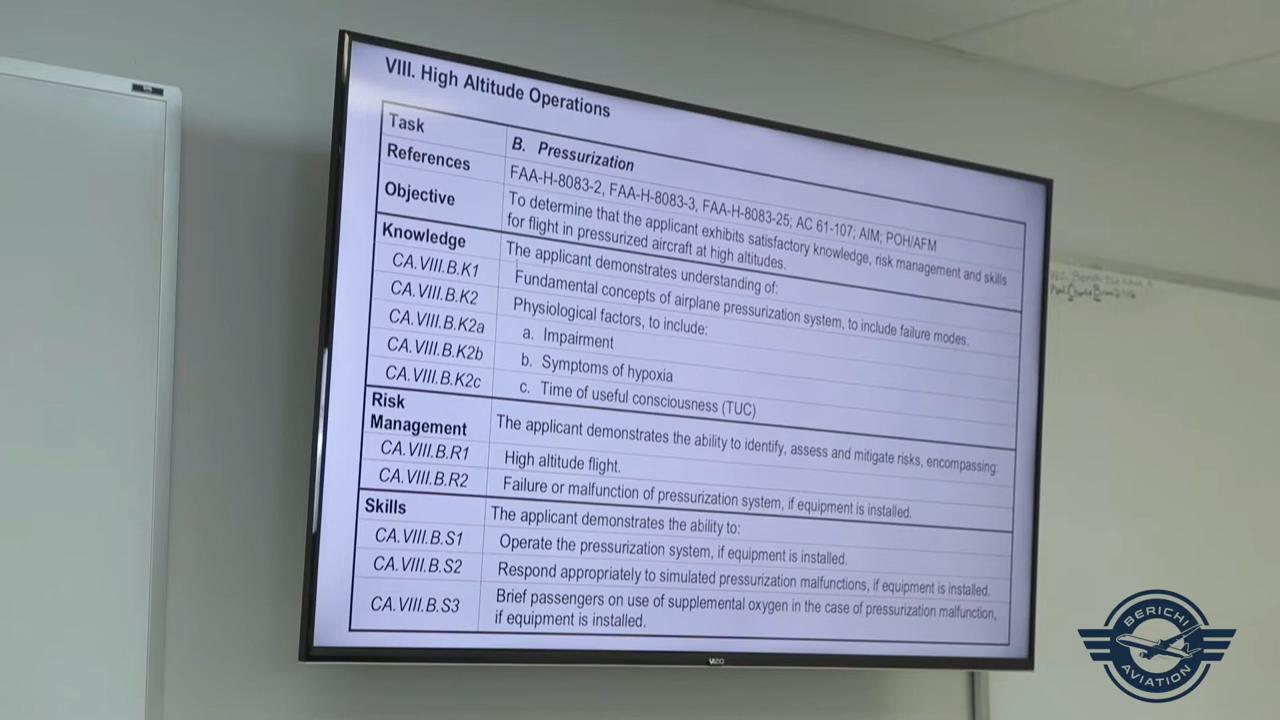 VIII. High Altitude Operations
Task B. Pressurization
References FAA-H-8083-2, FAA-H-8083-3, FAA-H-8083-25; AC 61-107; AIM; POH/AFM
Objective To determine that the applicant exhibits satisfactory knowledge, risk management and skills
for flight in pressurized aircraft at high altitudes.
Knowledge The applicant demonstrates understanding of:
CA.VIII.B.K1 Fundamental concepts of airplane pressurization system, to include failure modes.
CA.VIII.B.K2 Physiological factors, to include:
CA.VIII.B.K2a a. Impairment
CA.VIII.B.K2b b. Symptoms of hypoxia
CA.VIII.B.K2c c. Time of useful consciousness (TUC)
Risk
Management The applicant demonstrates the ability to identify, assess and mitigate risks, encompassing:
CA.VIII.B.R1 High altitude flight.
CA.VIII.B.R2 Failure or malfunction of pressurization system, if equipment is installed.
Skills The applicant demonstrates the ability to:
CA.VIII.B.S1 Operate the pressurization system, if equipment is installed.
CA.VIII.B.S2 Respond appropriately to simulated pressurization malfunctions, if equipment is installed.
CA.VIII.B.S3 Brief passengers on use of supplemental oxygen in the case of pressurization malfunction,
if equipment is installed.
VIZIO
BERICHI
AVIATION